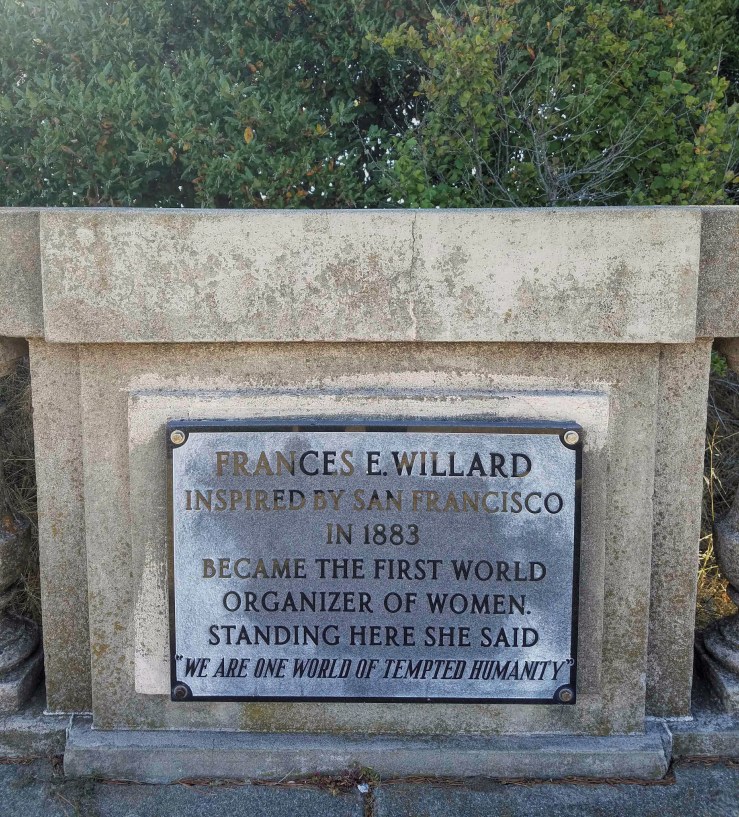 FRANCES E. WILLARD
INSPIRED BY SAN FRANCISCO
IN 1883
BECAME THE FIRST WORLD
ORGANIZER OF WOMEN.
STANDING HERE SHE SAID
"WE ARE ONE WORLD OF TEMPTED HUMANITY"